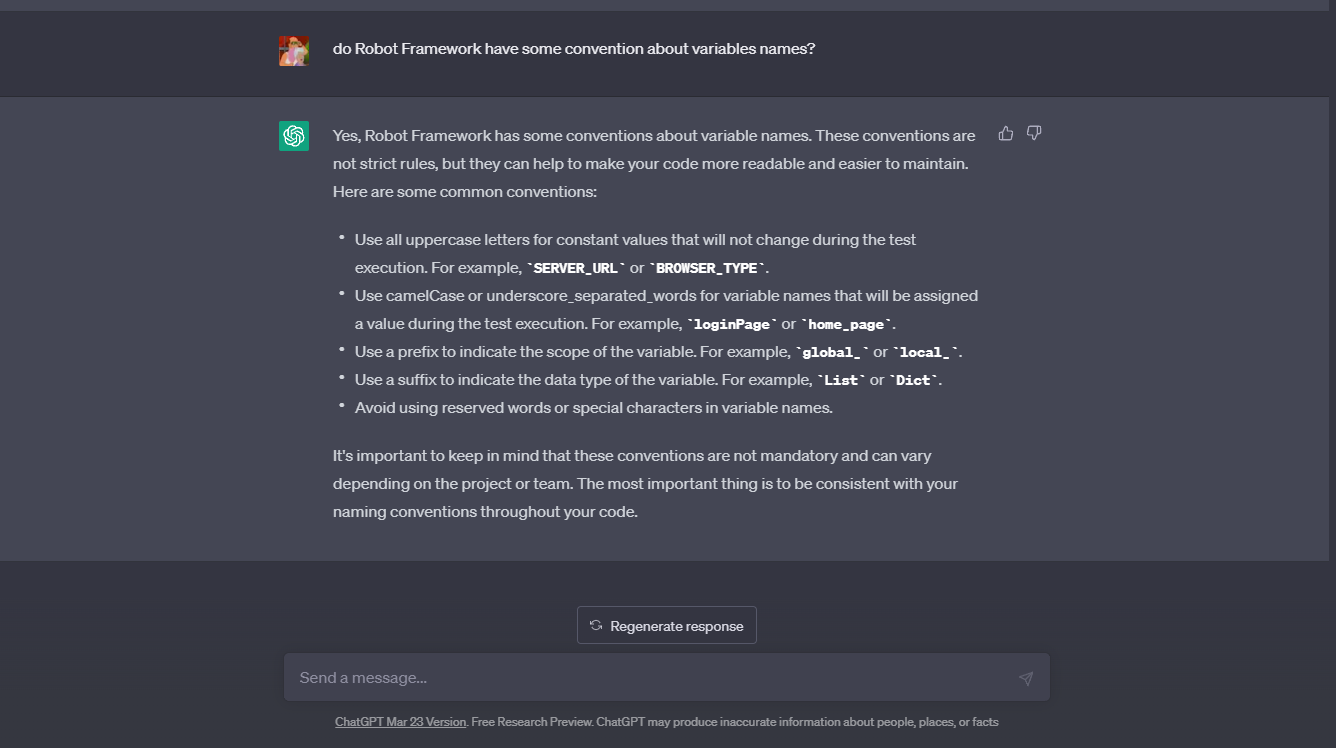 do Robot Framework have some convention about variables names?
Yes, Robot Framework has some conventions about variable names. These conventions are
not strict rules, but they can help to make your code more readable and easier to maintain.
Here are some common conventions:
• Use all uppercase letters for constant values that will not change during the test
execution. For example, `SERVER_URL` or `BROWSER_TYPE`.
• Use camelCase or underscore_separated_words for variable names that will be assigned
a value during the test execution. For example, `loginPage` or `home_page`.
• Use a prefix to indicate the scope of the variable. For example, `global_` or `local_`.
• Use a suffix to indicate the data type of the variable. For example, `List` or `Dict`.
• Avoid using reserved words or special characters in variable names.
It's important to keep in mind that these conventions are not mandatory and can vary
depending on the project or team. The most important thing is to be consistent with your
naming conventions throughout your code.
Regenerate response
Send a message...
ChatGPT Mar 23 Version. Free Research Preview. ChatGPT may produce inaccurate information about people, places, or facts